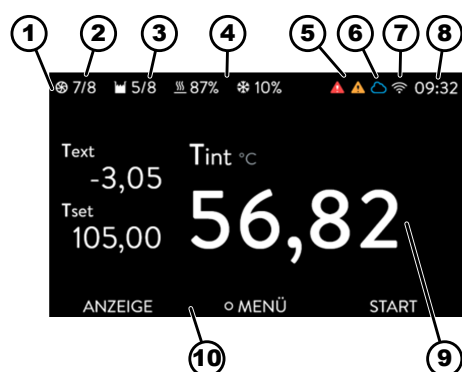 1 2 3 4 5 6 7 8
7/8 5/8 87% 10% 09:32
Text
-3,05
Tset
105,00
Tint °C
56,82
ANZEIGE MENÜ START
10 9